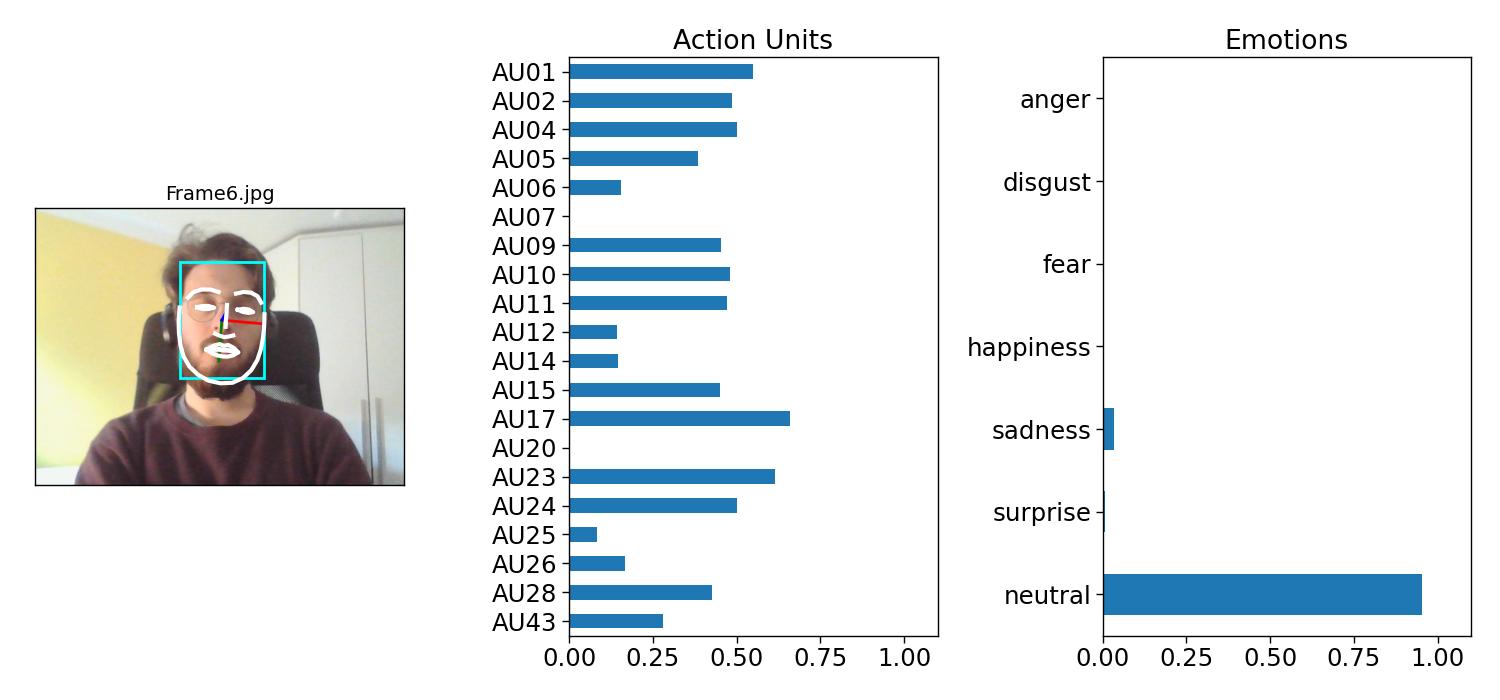 Frame6.jpg
Action Units
AU01
AU02
AU04
AU05
AU06
AU07
AU09
AU10
AU11
AU12
AU14
AU15
AU17
AU20
AU23
AU24
AU25
AU26
AU28
AU43
0.00 0.25 0.50 0.75 1.00
Emotions
anger
disgust
fear
happiness
sadness
surprise
neutral
0.00 0.25 0.50 0.75 1.00